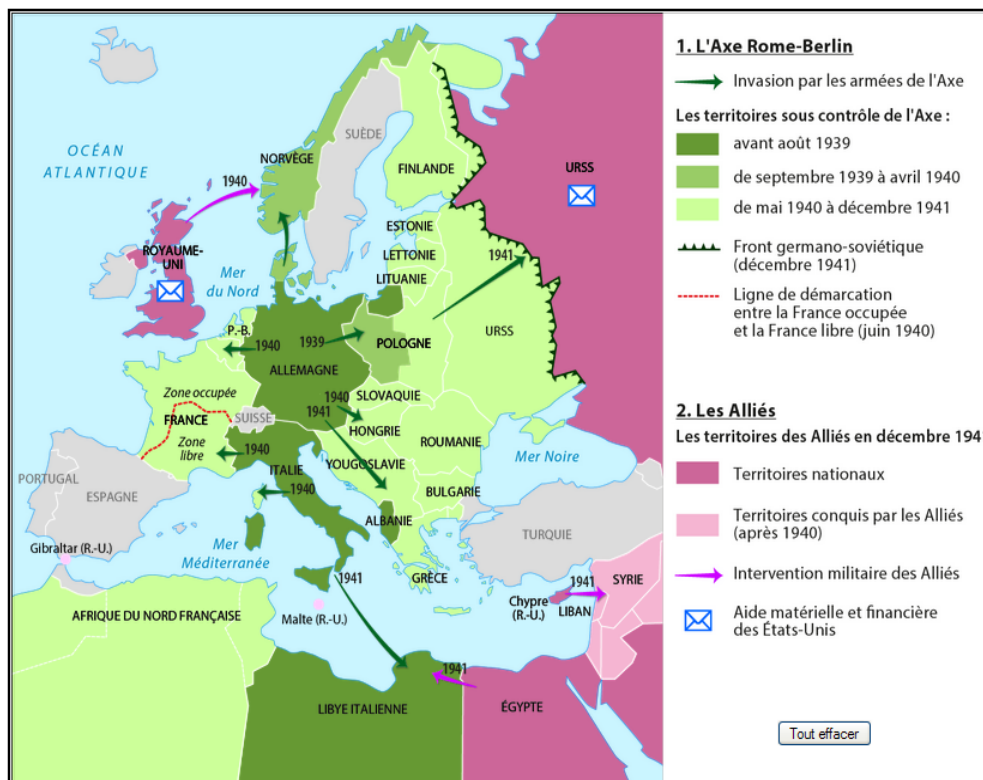 OCÉAN
ATLANTIQUE
NORVÈGE
SUÈDE
FINLANDE
URSS
1940
ROYAUME-
UNI
Mer
du Nord
ESTONIE
LETTONIE
LITUANIE
1941
P.-B.
1940
1939
POLOGNE
URSS
ALLEMAGNE
Zone occupée
FRANCE
SUISSE
1940
SLOVAQUIE
1941
HONGRIE
Zone
libre
1940
ITALIE
ROUMANIE
YOUGOSLAVIE
Mer Noire
PORTUGAL
ESPAGNE
1940
BULGARIE
ALBANIE
TURQUIE
Gibraltar (R.-U.)
Mer
Méditerranée
GRÈCE
1941
1941
SYRIE
Chypre
(R.-U.)
LIBAN
AFRIQUE DU NORD FRANÇAISE
Malte (R.-U.)
1941
LIBYE ITALIENNE
ÉGYPTE
1. L'Axe Rome-Berlin
Invasion par les armées de l'Axe
Les territoires sous contrôle de l'Axe :
avant août 1939
de septembre 1939 à avril 1940
de mai 1940 à décembre 1941
Front germano-soviétique
(décembre 1941)
Ligne de démarcation
entre la France occupée
et la France libre (juin 1940)
2. Les Alliés
Les territoires des Alliés en décembre 194
Territoires nationaux
Territoires conquis par les Alliés
(après 1940)
Intervention militaire des Alliés
Aide matérielle et financière
des États-Unis
Tout effacer